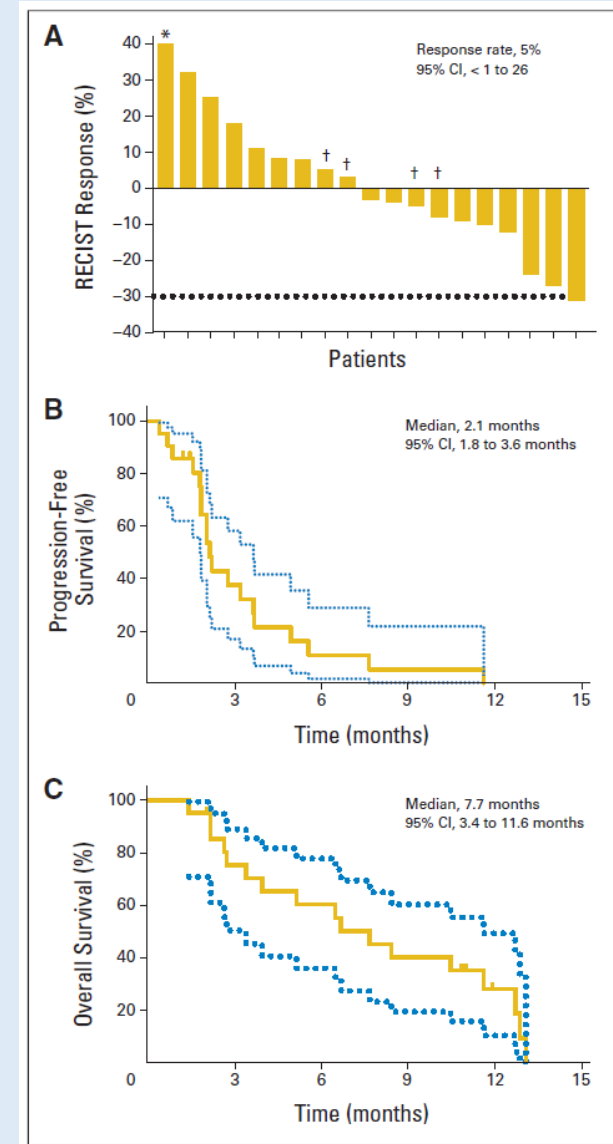 A
RECIST Response (%)
40
30
20
10
0
−10
−20
−30
−40
*
† † † †
Response rate, 5%
95% CI, < 1 to 26
Patients
B
Progression-Free
Survival (%)
100
80
60
40
20
0 3 6 9 12 15
Median, 2.1 months
95% CI, 1.8 to 3.6 months
Time (months)
C
Overall Survival (%)
100
80
60
40
20
0 3 6 9 12 15
Median, 7.7 months
95% CI, 3.4 to 11.6 months
Time (months)